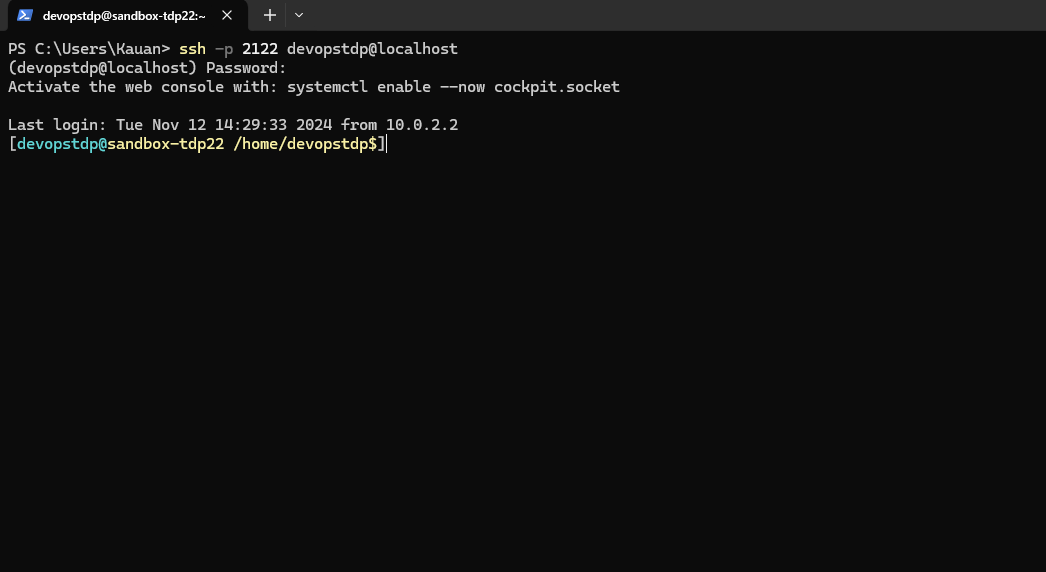 devopstdp@sandbox-tdp22:~
PS C:\Users\Kauan> ssh -p 2122 devopstdp@localhost
(devopstdp@localhost) Password:
Activate the web console with: systemctl enable --now cockpit.socket
Last login: Tue Nov 12 14:29:33 2024 from 10.0.2.2
[devopstdp@sandbox-tdp22 /home/devopstdp$]